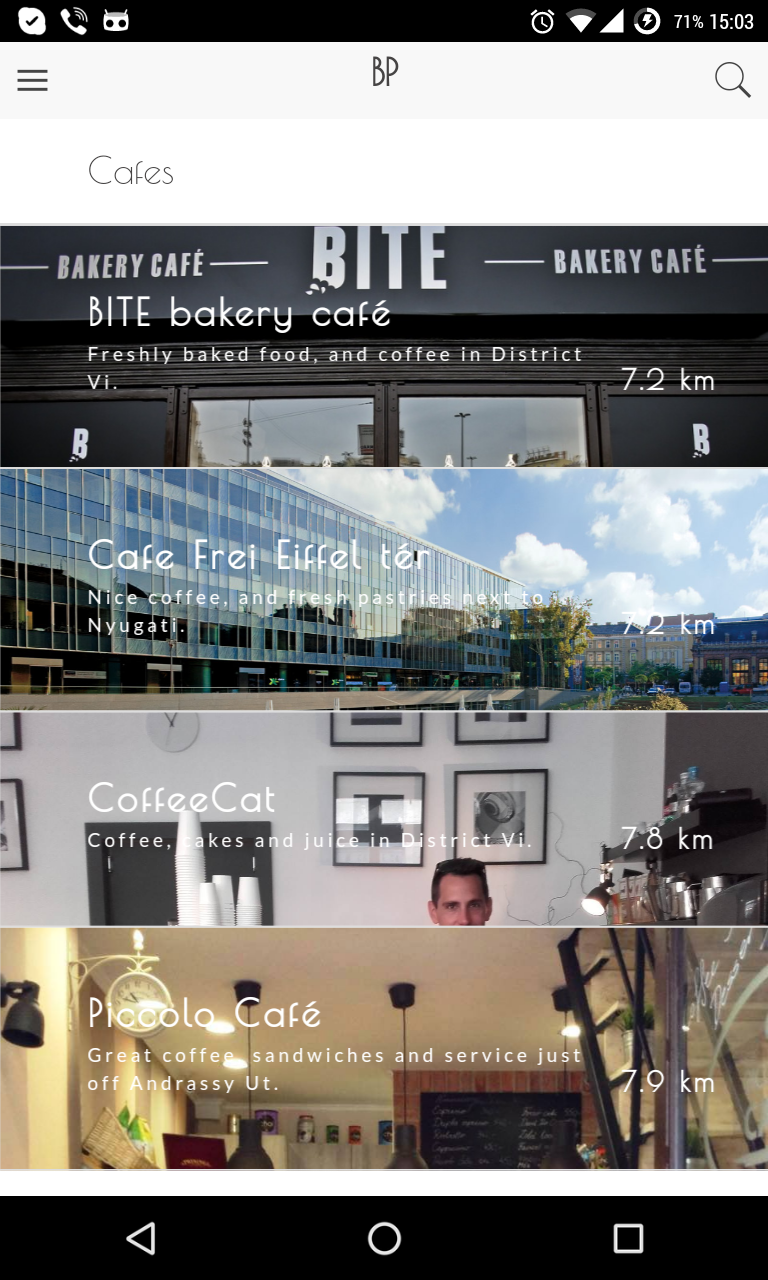 71% 15:03
BP
Cafes
BITE
BAKERY CAFÉ
BAKERY CAFÉ
BITE bakery café
Freshly baked food, and coffee in District
Vi.
7.2 km
B
B
Cafe Frei Eiffel tér
Nice coffee, and fresh pastries next to
Nyugati.
7.2 km
CoffeeCat
Coffee, cakes and juice in District Vi.
7.8 km
Piccolo Café
Great coffee, sandwiches and service just
off Andrassy Ut.
7.9 km